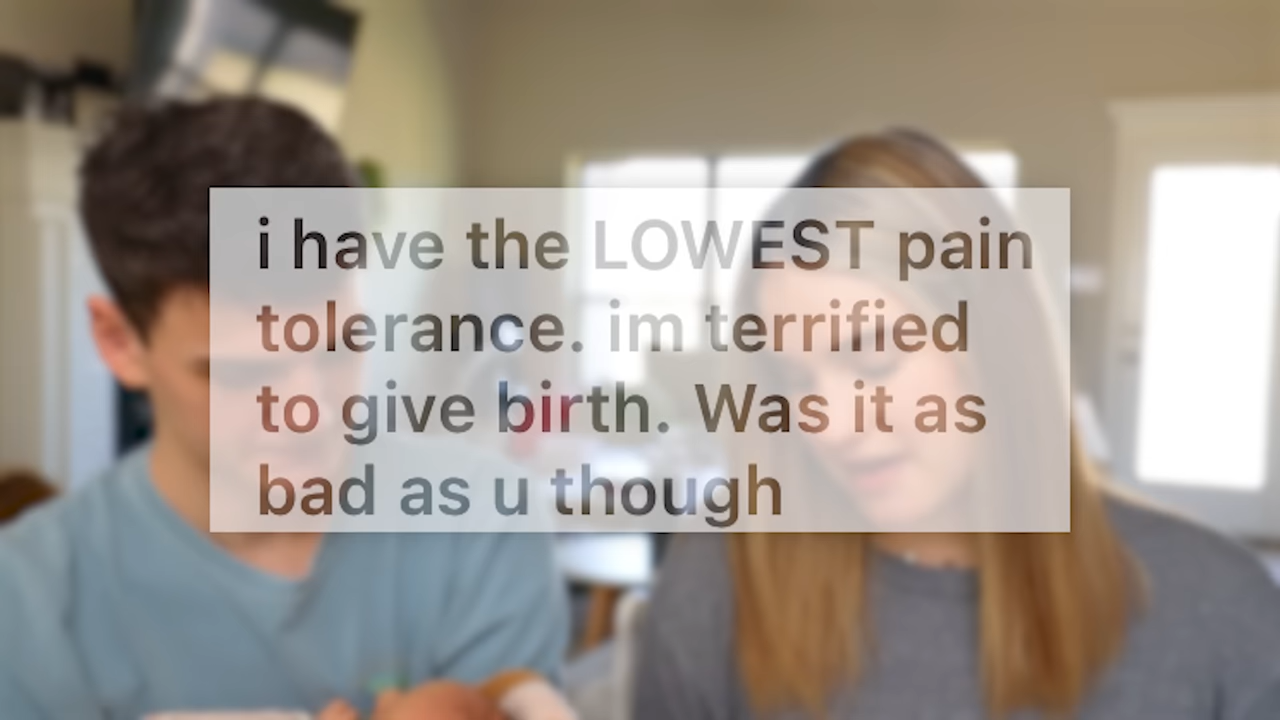 i have the LOWEST pain
tolerance. im terrified
to give birth. Was it as
bad as u though